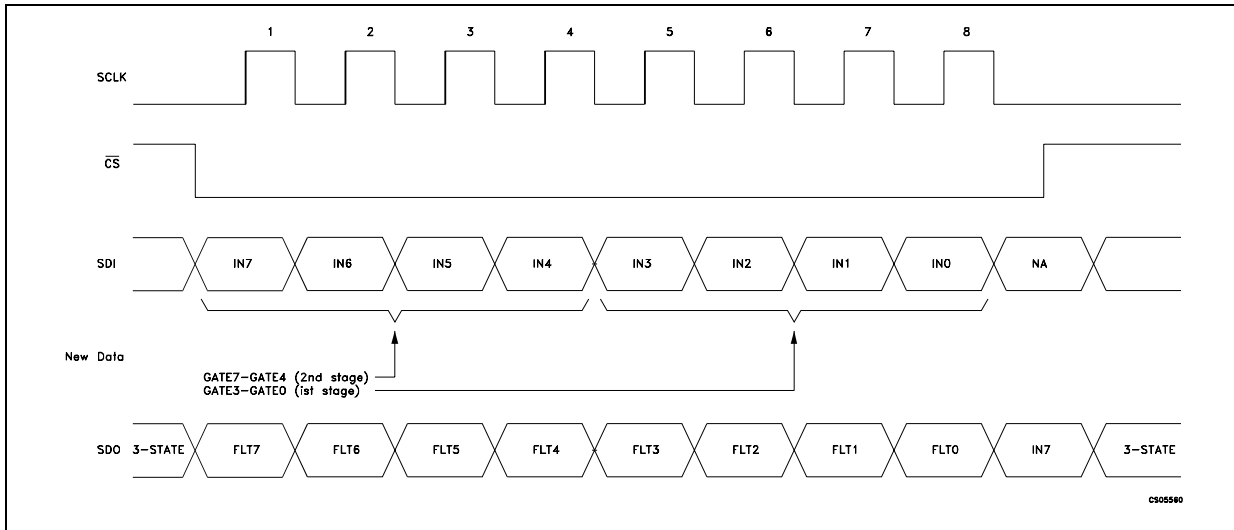 1 2 3 4 5 6 7 8
SCLK
CS
SDI IN7 IN6 IN5 IN4 IN3 IN2 IN1 IN0 NA
New Data
GATE7-GATE4 (2nd stage)
GATE3-GATE0 (ist stage)
SDO 3-STATE FLT7 FLT6 FLT5 FLT4 FLT3 FLT2 FLT1 FLT0 IN7 3-STATE
CS05560